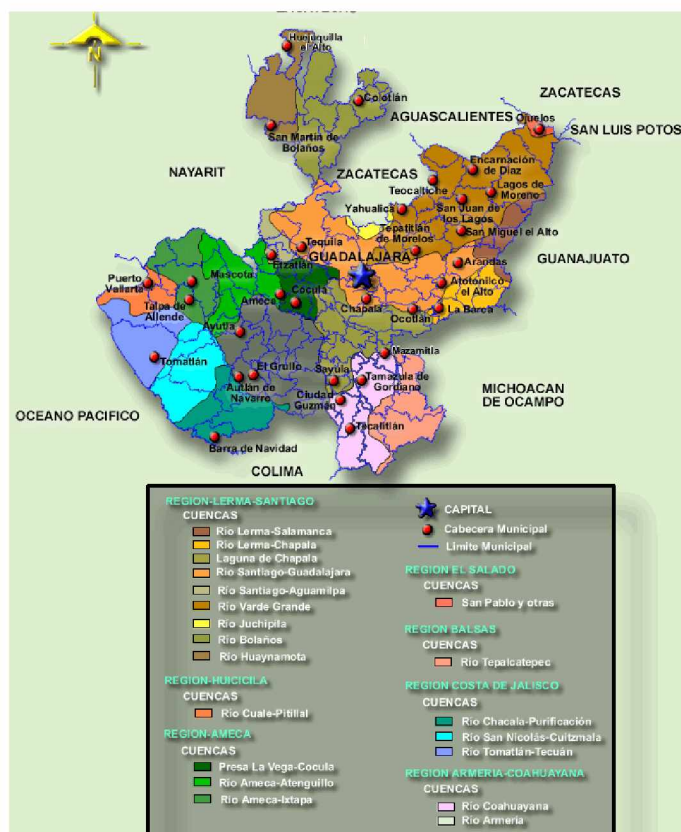 N
Huejuquilla
el Alto
Colotlán
ZACATECAS
AGUASCALIENTES
Ojuelos
SAN LUIS POTOS
San Martín de
Bolaños
NAYARIT
ZACATECAS
Encarnación
de Díaz
Teocaltiche
Lagos de
Moreno
Yahualica
San Juan de
los Lagos
Tepatitlán
de Morelos
San Miguel el Alto
Tequila
GUADALAJARA
Etzatlán
Arandas
GUANAJUATO
Puerto
Vallarta
Mascota
Ameca
Cocula
Atotonilco
el Alto
Talpa de
Allende
Chapala
Ocotlán
La Barca
Ayutla
Mazamitla
Tomatlán
El Grullo
Sayula
Tamazula de
Gordiano
Autlán de
Navarro
Ciudad
Guzmán
MICHOACAN
DE OCAMPO
OCEANO PACIFICO
Tecalitlán
Barra de Navidad
COLIMA
REGION-LERMA-SANTIAGO
CUENCAS
Río Lerma-Salamanca
Río Lerma-Chapala
Laguna de Chapala
Río Santiago-Guadalajara
Río Santiago-Aguamilpa
Río Varde Grande
Río Juchipila
Río Bolaños
Río Huaynamota
REGION-HUICICILA
CUENCAS
Río Cuale-Pitillal
REGION-AMECA
CUENCAS
Presa La Vega-Cocula
Río Ameca-Atenguillo
Río Ameca-Ixtapa
CAPITAL
Cabecera Municipal
Limite Municipal
REGION EL SALADO
CUENCAS
San Pablo y otras
REGION BALSAS
CUENCAS
Río Tepalcatepec
REGION COSTA DE JALISCO
CUENCAS
Río Chacala-Purificación
Río San Nicolás-Cuitzmala
Río Tomatlán-Tecuán
REGION ARMERIA-COAHUAYANA
CUENCAS
Río Coahuayana
Río Armería